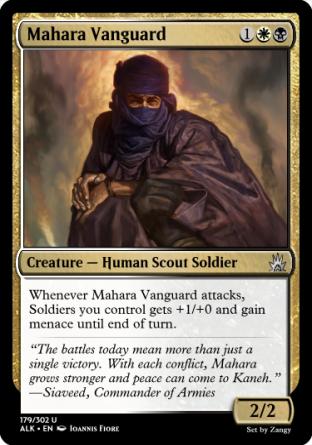 Mahara Vanguard 1
Creature — Human Scout Soldier
Whenever Mahara Vanguard attacks,
Soldiers you control gets +1/+0 and gain
menace until end of turn.
“The battles today mean more than just a
single victory. With each conflict, Mahara
grows stronger and peace can come to Kaneh.”
—Siaveed, Commander of Armies
2/2
179/302 U
ALK • EN Ioannis Fiore
Set by Zangy